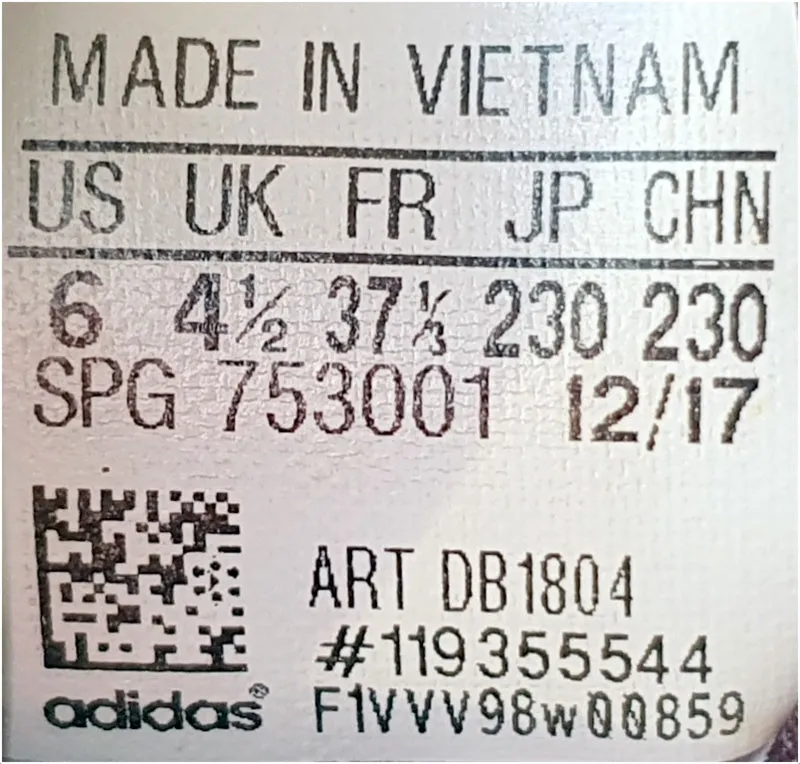 MADE IN VIETNAM
US UK FR JP CHN
6 4½ 37⅓ 230 230
SPG 753001 12/17
ART DB1804
#119355544
adidas® F1VVV98w00859